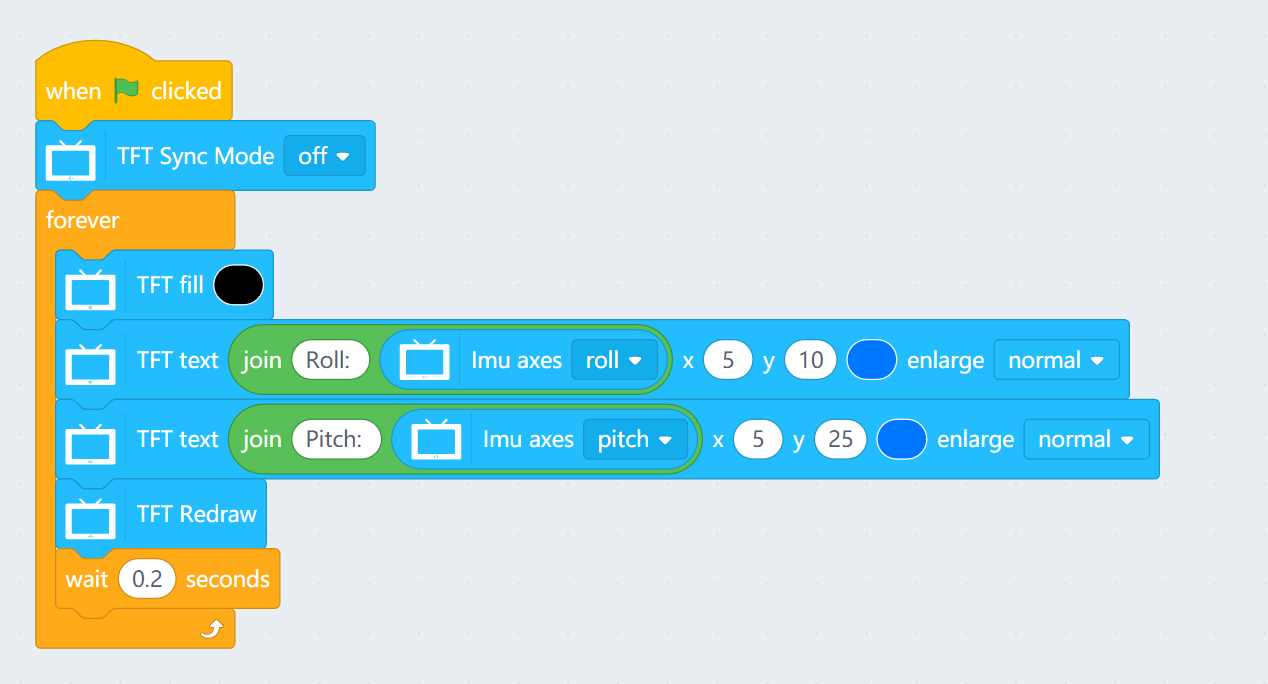 when clicked
TFT Sync Mode off
forever
TFT fill
TFT text join Roll: Imu axes roll x 5 y 10 enlarge normal
TFT text join Pitch: Imu axes pitch x 5 y 25 enlarge normal
TFT Redraw
wait 0.2 seconds